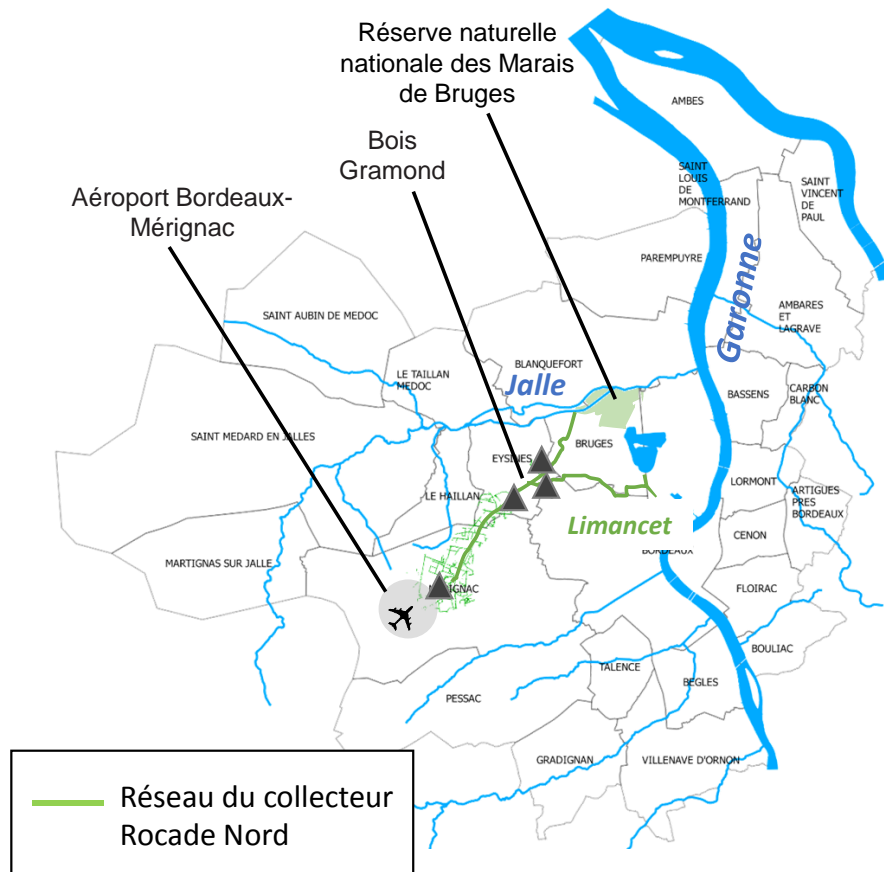 Réserve naturelle
nationale des Marais
de Bruges
Bois
Gramond
Aéroport Bordeaux-
Mérignac
AMBES
SAINT
LOUIS
DE
MONTFERRAND
SAINT
VINCENT
DE
PAUL
PAREMPUYRE
Garonne
SAINT AUBIN DE MEDOC
AMBARES
ET
LAGRAVE
LE TAILLAN
MEDOC
BLANQUEFORT
Jalle
BASSENS
CARBON
BLANC
SAINT MEDARD EN JALLES
BRUGES
EYSINES
LE HAILLAN
LORMONT
ARTIGUES
PRES
BORDEAUX
Limancet
CENON
BORDEAUX
MARTIGNAS SUR JALLE
FLOIRAC
BOULIAC
TALENCE
BEGLES
PESSAC
GRADIGNAN
VILLENAVE D'ORNON
Réseau du collecteur
Rocade Nord